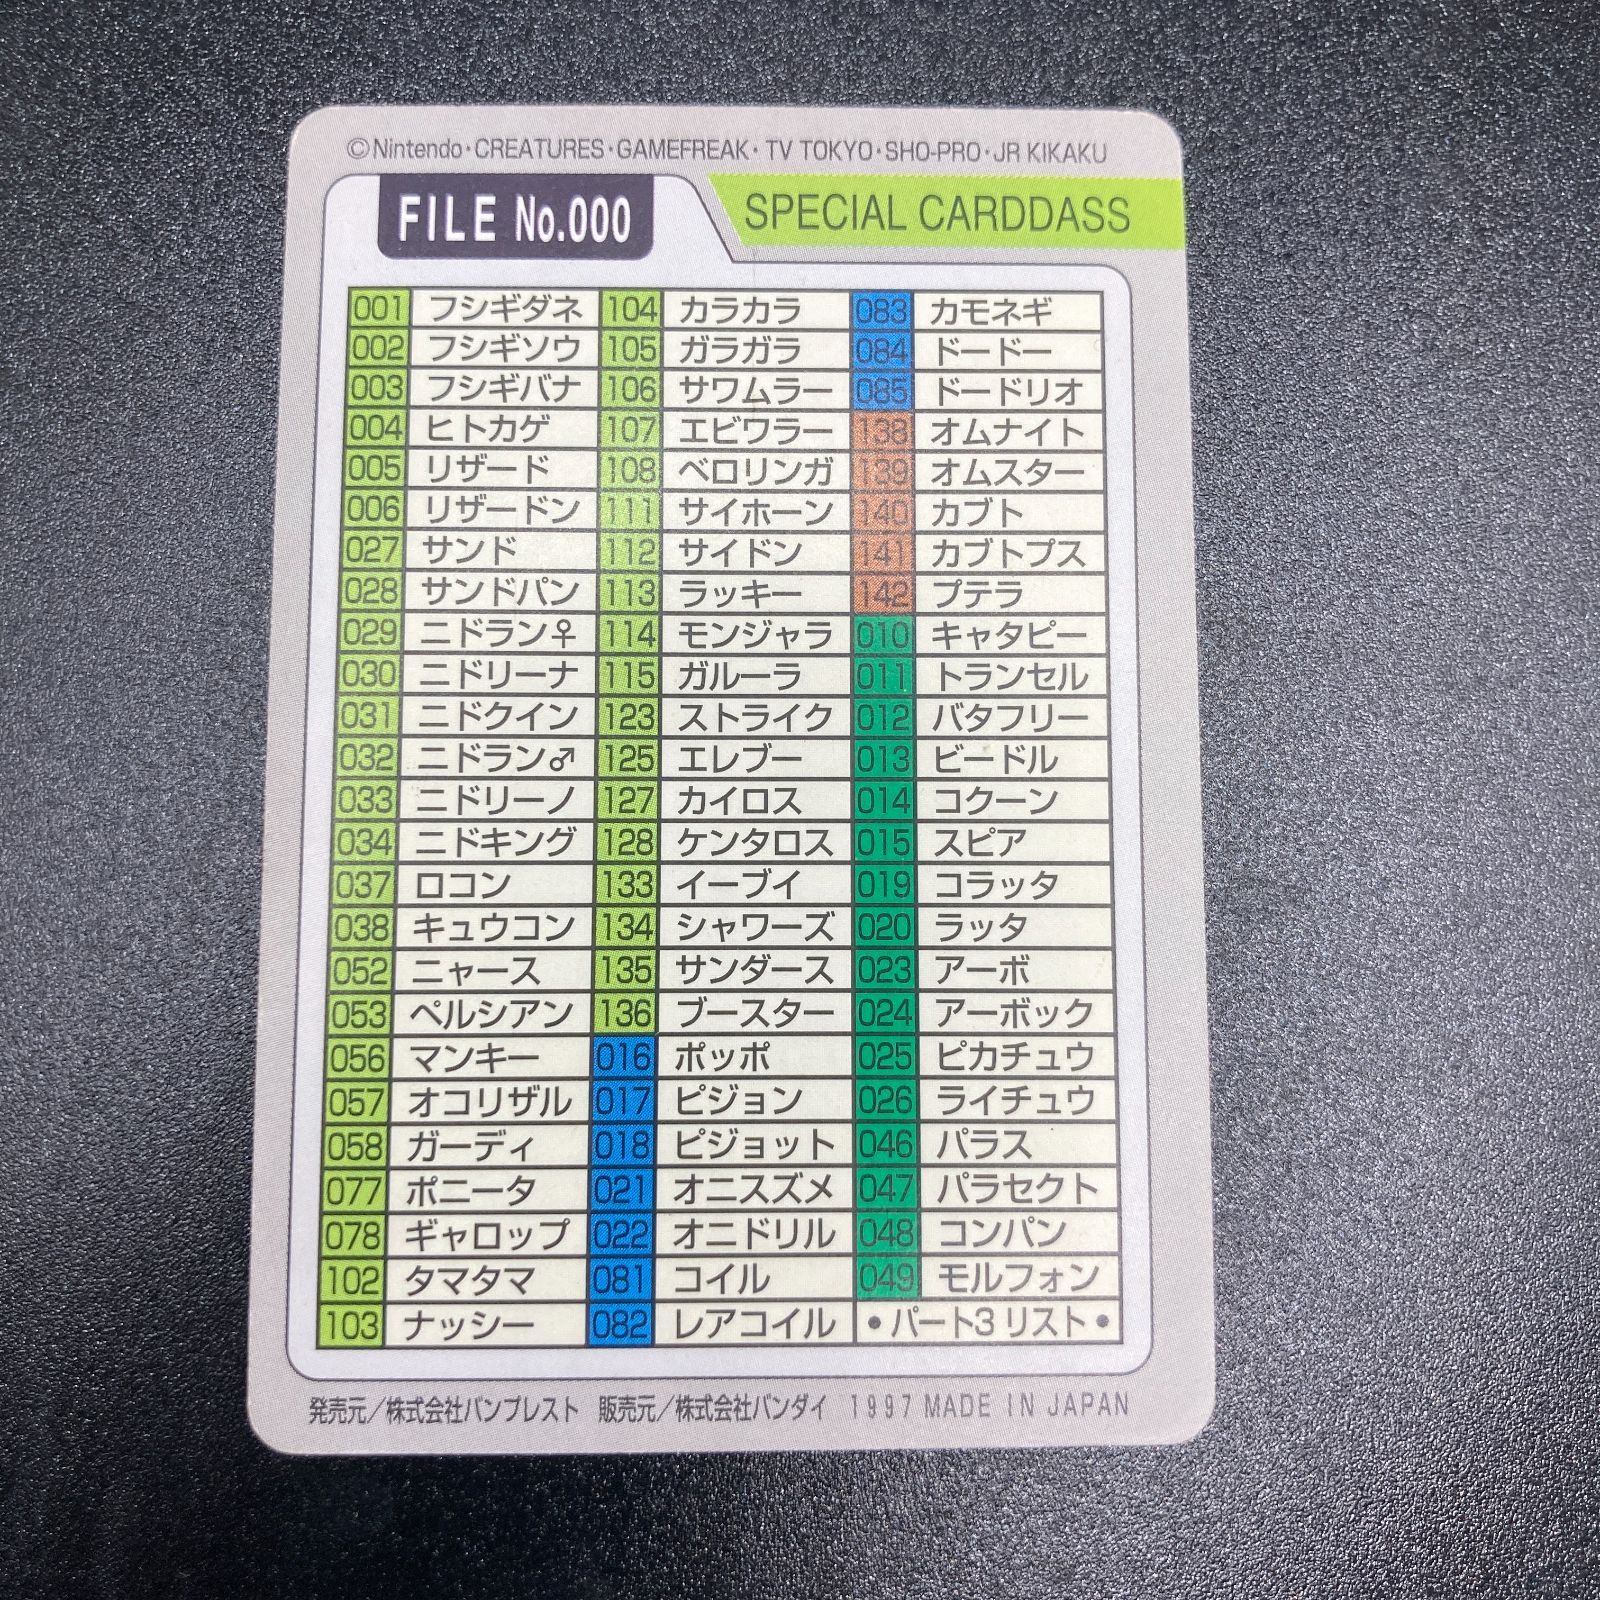 ©Nintendo・CREATURES・GAMEFREAK・TV TOKYO・SHO-PRO・JR KIKAKU
FILE No.000
SPECIAL CARDDASS
001 フシギダネ 104 カラカラ 083 カモネギ
002 フシギソウ 105 ガラガラ 084 ドードー
003 フシギバナ 106 サワムラー 085 ドードリオ
004 ヒトカゲ 107 エビワラー 138 オムナイト
005 リザード 108 ベロリンガ 139 オムスター
006 リザードン 111 サイホーン 140 カブト
027 サンド 112 サイドン 141 カブトプス
028 サンドパン 113 ラッキー 142 プテラ
029 ニドラン♀ 114 モンジャラ 010 キャタピー
030 ニドリーナ 115 ガルーラ 011 トランセル
031 ニドクイン 123 ストライク 012 バタフリー
032 ニドラン♂ 125 エレブー 013 ビードル
033 ニドリーノ 127 カイロス 014 コクーン
034 ニドキング 128 ケンタロス 015 スピア
037 ロコン 133 イーブイ 019 コラッタ
038 キュウコン 134 シャワーズ 020 ラッタ
052 ニャース 135 サンダース 023 アーボ
053 ペルシアン 136 ブースター 024 アーボック
056 マンキー 016 ポッポ 025 ピカチュウ
057 オコリザル 017 ピジョン 026 ライチュウ
058 ガーディ 018 ピジョット 046 パラス
077 ポニータ 021 オニスズメ 047 パラセクト
078 ギャロップ 022 オニドリル 048 コンパン
102 タマタマ 081 コイル 049 モルフォン
103 ナッシー 082 レアコイル ・パート3 リスト・
発売元／株式会社バンプレスト 販売元／株式会社バンダイ 1997 MADE IN JAPAN